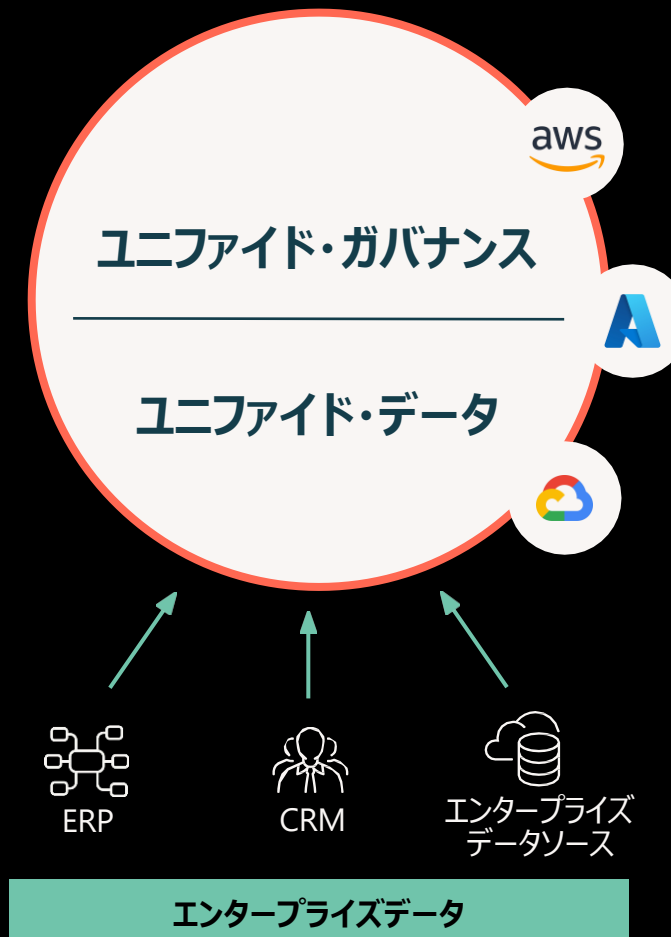 aws
ユニファイド・ガバナンス
ユニファイド・データ
ERP
CRM
エンタープライズ
データソース
エンタープライズデータ